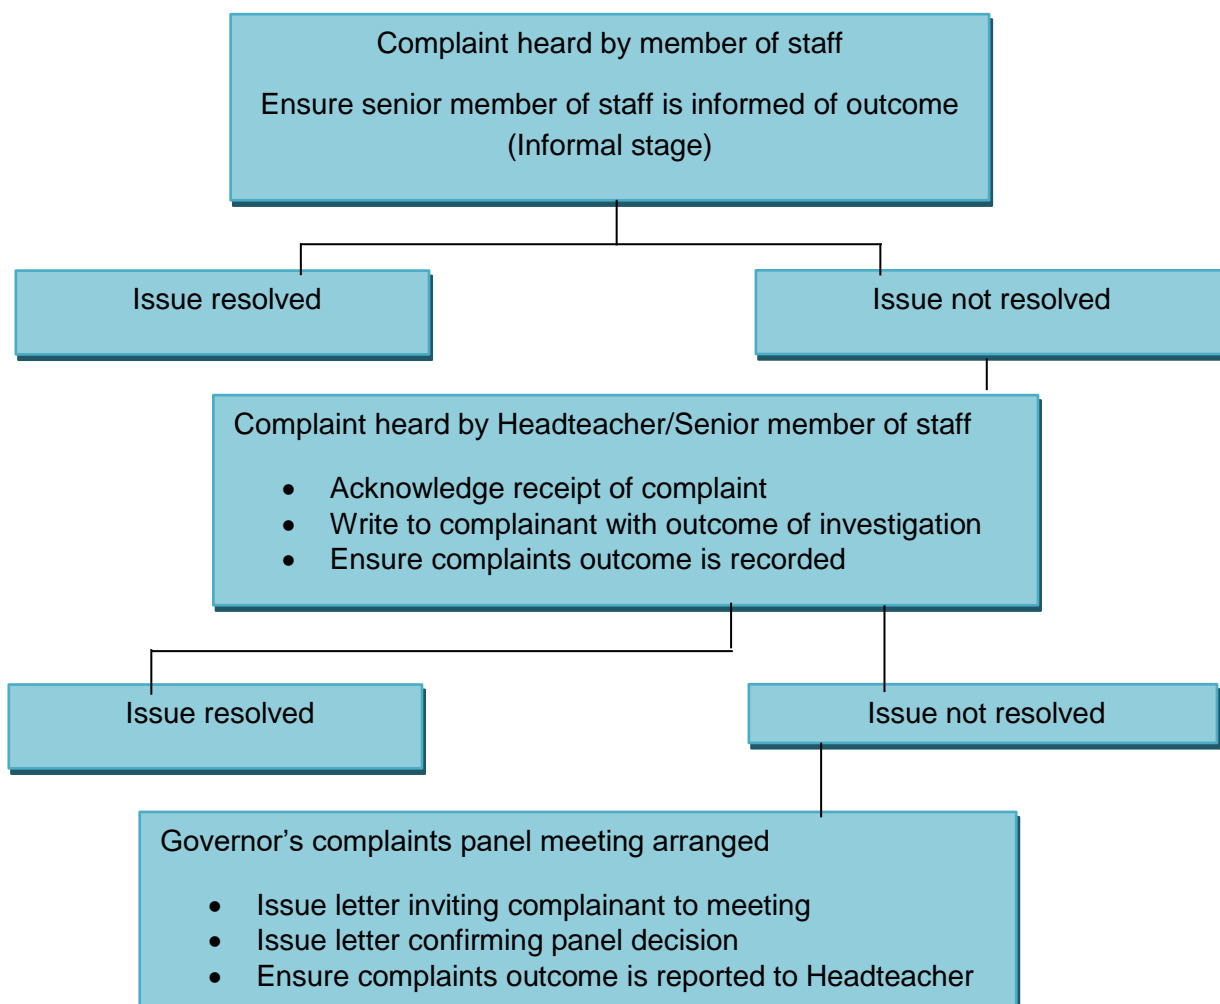 Complaint heard by member of staff
Ensure senior member of staff is informed of outcome
(Informal stage)
Issue resolved
Issue not resolved
Complaint heard by Headteacher/Senior member of staff
• Acknowledge receipt of complaint
• Write to complainant with outcome of investigation
• Ensure complaints outcome is recorded
Issue resolved
Issue not resolved
Governor’s complaints panel meeting arranged
• Issue letter inviting complainant to meeting
• Issue letter confirming panel decision
• Ensure complaints outcome is reported to Headteacher